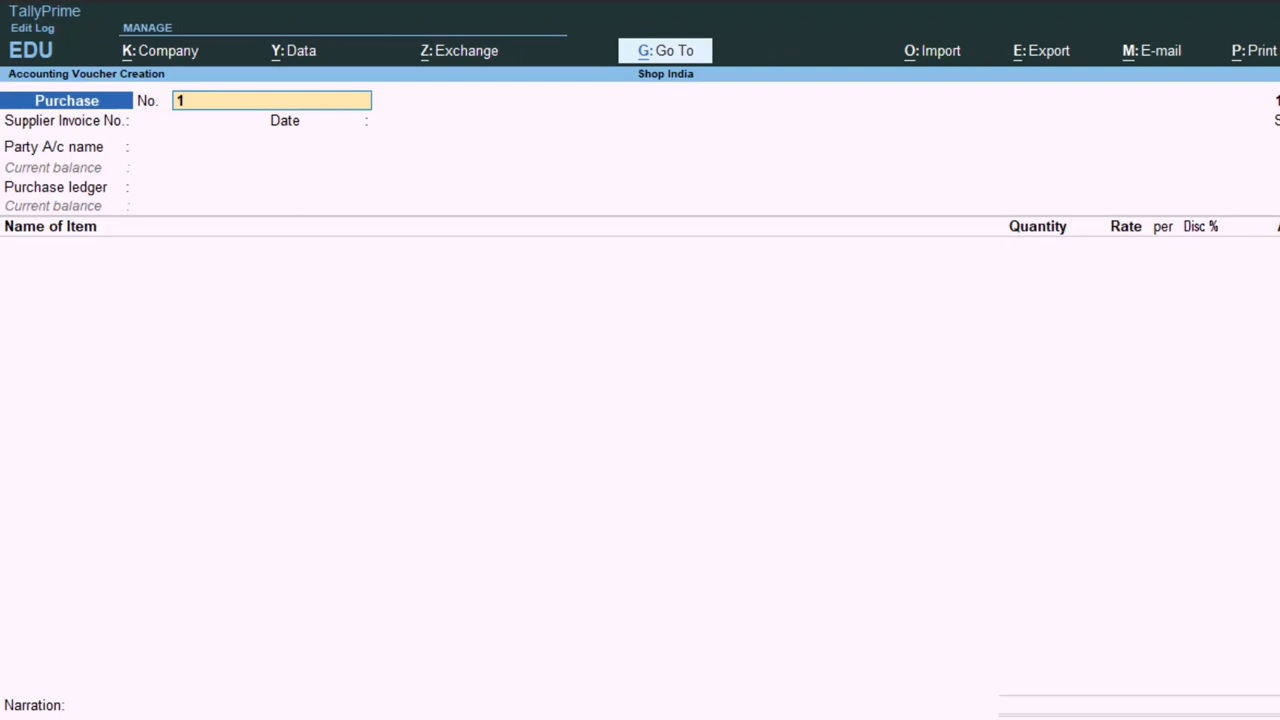 TallyPrime
Edit Log
MANAGE
EDU
K: Company
Y: Data
Z: Exchange
G: Go To
O: Import
E: Export
M: E-mail
P: Print
Accounting Voucher Creation
Shop India
Purchase No. 1
Supplier Invoice No.: Date :
Party A/c name :
Current balance :
Purchase ledger :
Current balance :
Name of Item Quantity Rate per Disc %
Narration: